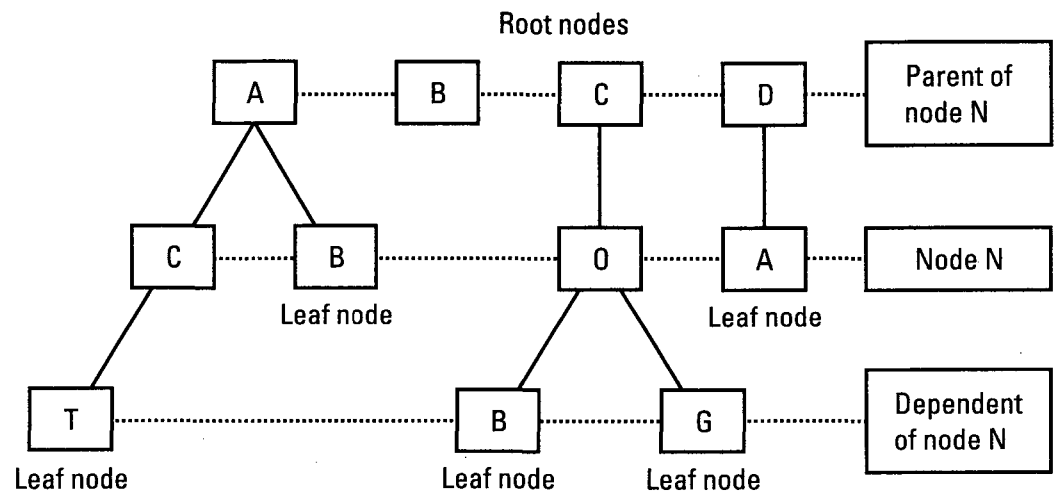 Root nodes
A
B
C
D
Parent of
node N
C
B
O
A
Node N
Leaf node
Leaf node
T
B
G
Dependent
of node N
Leaf node
Leaf node
Leaf node